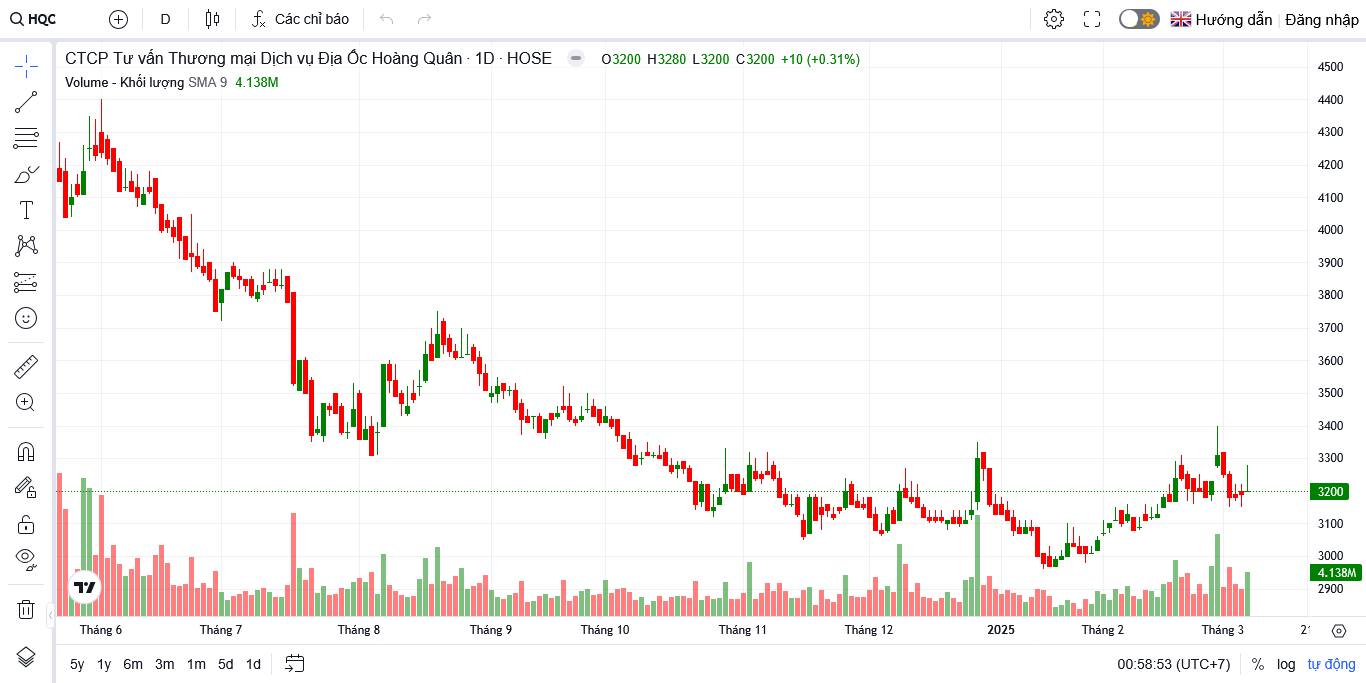 HQC D Các chỉ báo Hướng dẫn Đăng nhập
CTCP Tư vấn Thương mại Dịch vụ Địa Ốc Hoàng Quân · 1D · HOSE O3200 H3280 L3200 C3200 +10 (+0.31%)
Volume - Khối lượng SMA 9 4.138M
4500
4400
4300
4200
4100
4000
3900
3800
3700
3600
3500
3400
3300
3200
3100
3000
4.138M
2900
Tháng 6 Tháng 7 Tháng 8 Tháng 9 Tháng 10 Tháng 11 Tháng 12 2025 Tháng 2 Tháng 3
5y 1y 6m 3m 1m 5d 1d 00:58:53 (UTC+7) % log tự động